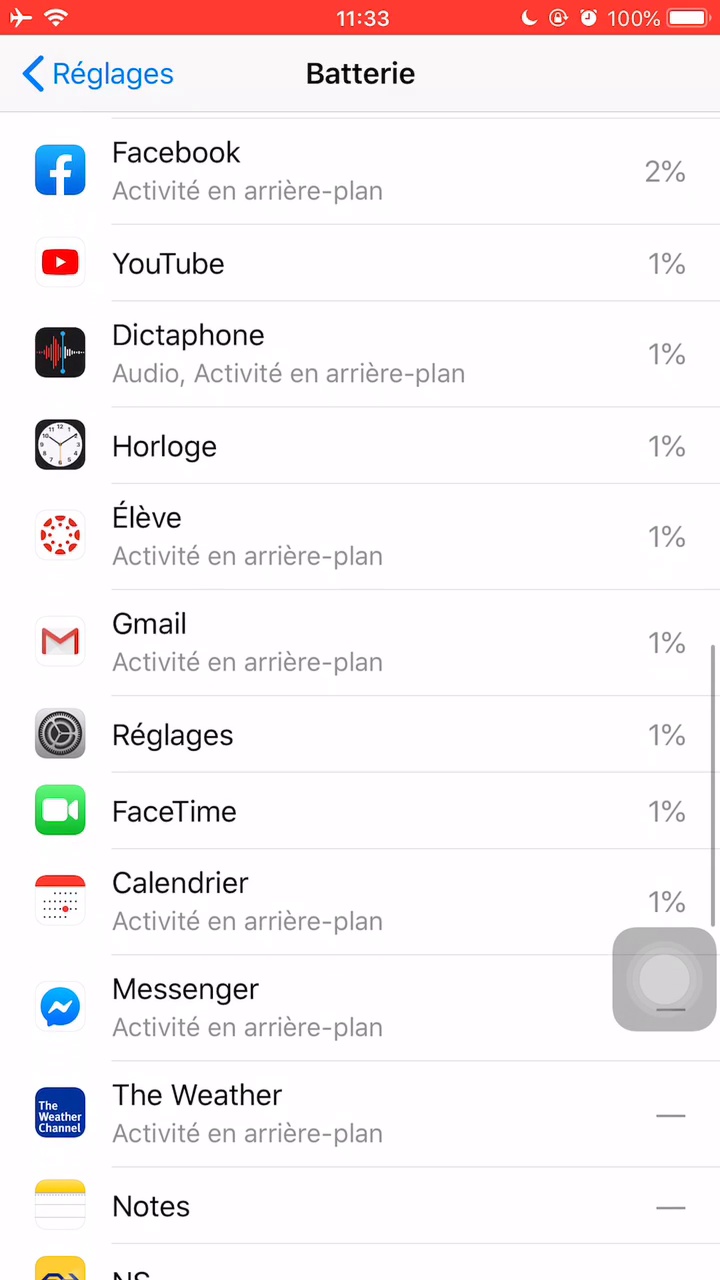 11:33
100%
Réglages
Batterie
Facebook
Activité en arrière-plan
2%
YouTube
1%
Dictaphone
Audio, Activité en arrière-plan
1%
Horloge
1%
Élève
Activité en arrière-plan
1%
Gmail
Activité en arrière-plan
1%
Réglages
1%
FaceTime
1%
Calendrier
Activité en arrière-plan
1%
Messenger
Activité en arrière-plan
—
The
Weather
Channel
The Weather
Activité en arrière-plan
—
Notes
—
NS